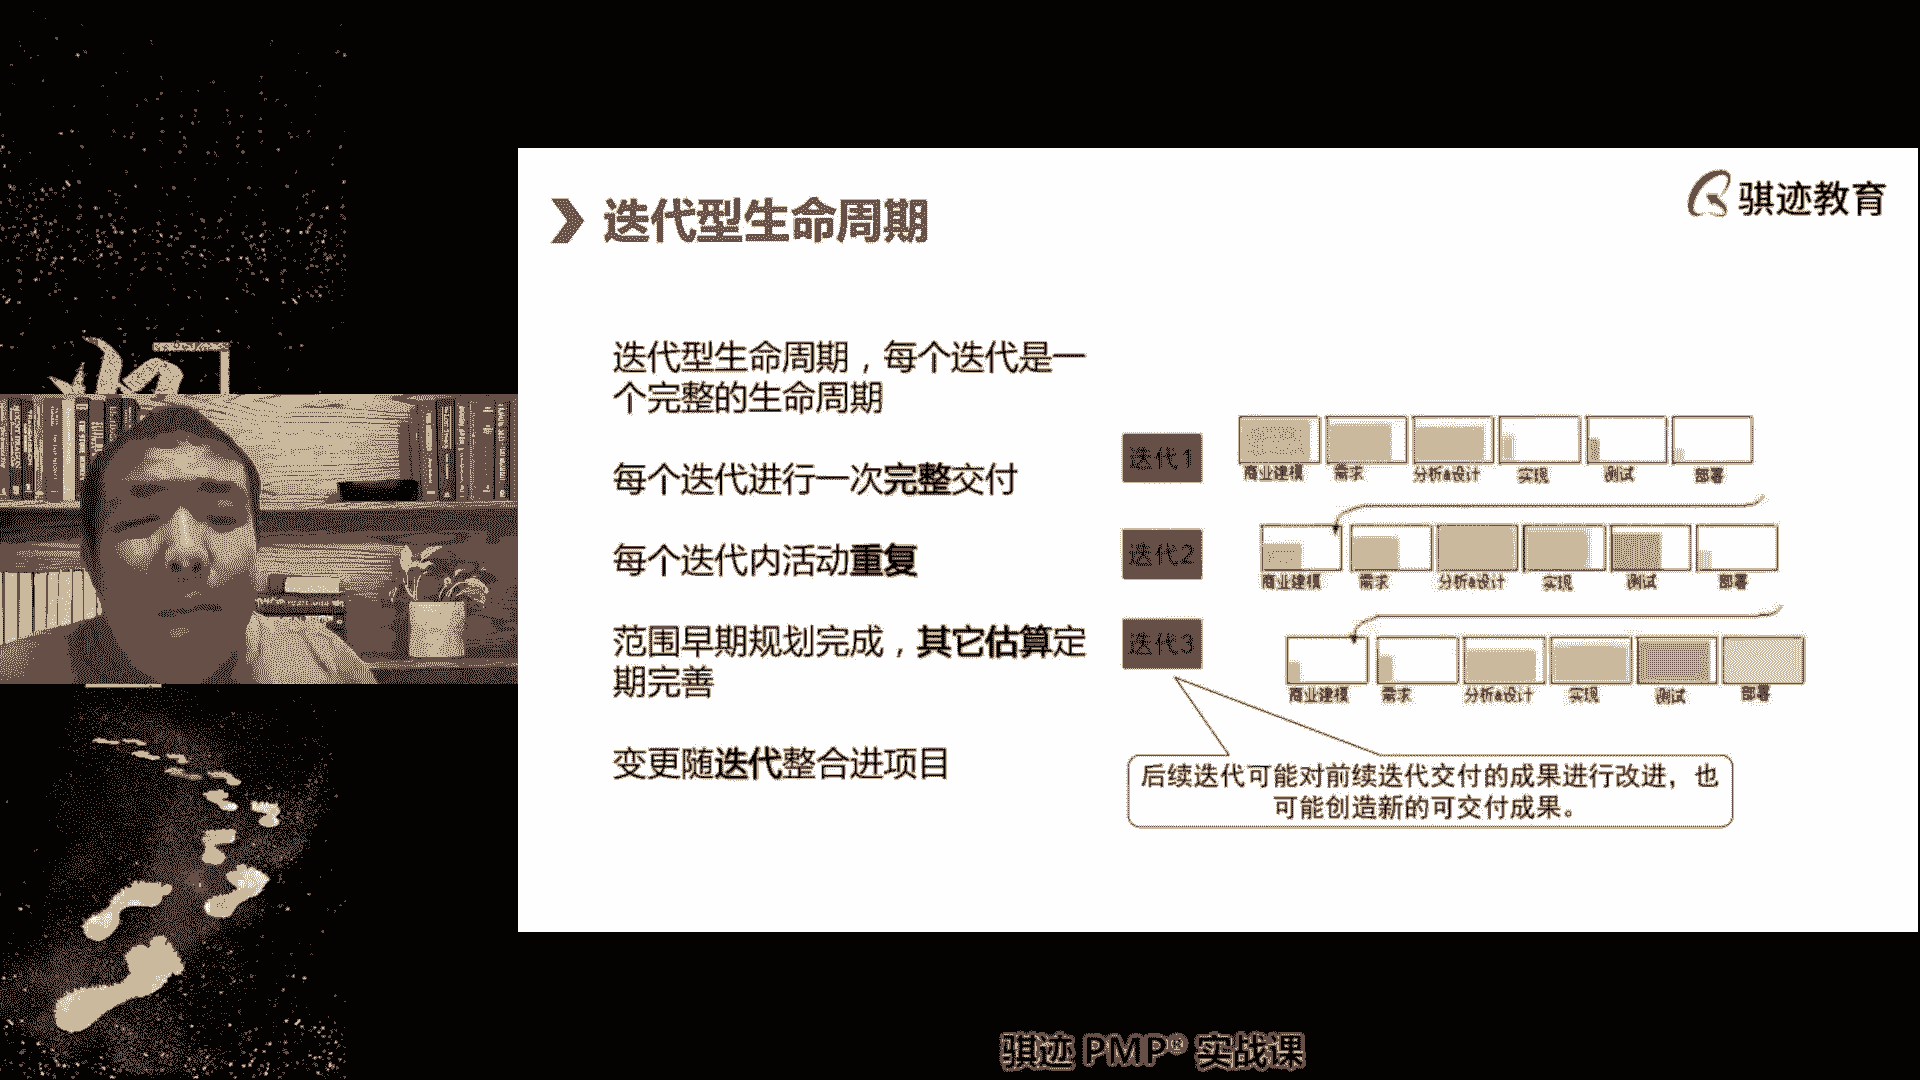 骐迹教育
迭代型生命周期
迭代型生命周期，每个迭代是一
个完整的生命周期
每个迭代进行一次完整交付
每个迭代内活动重复
范围早期规划完成，其它估算定
期完善
变更随迭代整合进项目
迭代1
商业建模 需求 分析&设计 实现 测试 部署
迭代2
商业建模 需求 分析&设计 实现 测试 部署
迭代3
商业建模 需求 分析&设计 实现 测试 部署
后续迭代可能对前续迭代交付的成果进行改进，也
可能创造新的可交付成果。
骐迹 PMP® 实战课